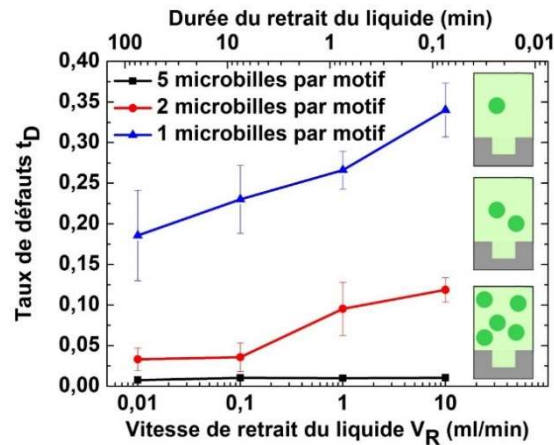 Durée du retrait du liquide (min)
100 10 1 0,1 0,01
0,40
0,35
0,30
0,25
0,20
0,15
0,10
0,05
0,00
Taux de défauts t_D
5 microbilles par motif
2 microbilles par motif
1 microbilles par motif
0,01 0,1 1 10
Vitesse de retrait du liquide V_R (ml/min)